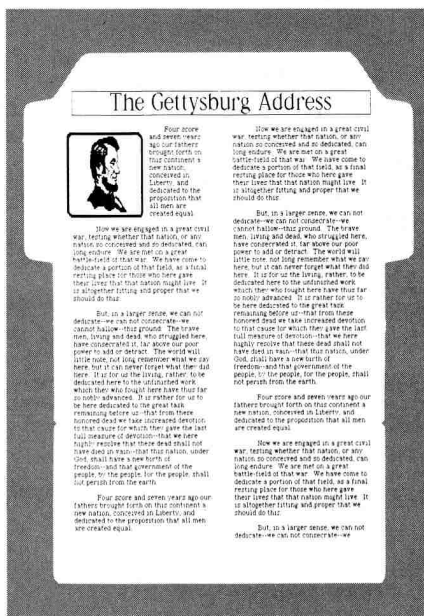 The Gettysburg Address
Four score
and seven years
ago our fathers
brought forth on
this continent a
new nation,
conceived in
Liberty, and
dedicated to the
proposition that
all men are
created equal.
Now we are engaged in a great civil
war, testing whether that nation, or any
nation so conceived and so dedicated, can
long endure. We are met on a great
battle-field of that war. We have come to
dedicate a portion of that field, as a final
resting place for those who here gave
their lives that that nation might live. It
is altogether fitting and proper that we
should do this.
But, in a larger sense, we can not
dedicate--we can not consecrate--we
cannot hallow--this ground. The brave
men, living and dead, who struggled here,
have consecrated it, far above our poor
power to add or detract. The world will
little note, not long remember what we say
here, but it can never forget what they did
here. It is for us the living, rather, to be
dedicated here to the unfinished work
which they who fought here have thus far
so nobly advanced. It is rather for us to
be here dedicated to the great task
remaining before us--that from these
honored dead we take increased devotion
to that cause for which they gave the last
full measure of devotion--that we here
highly resolve that these dead shall not
have died in vain--that this nation, under
God, shall have a new birth of
freedom--and that government of the
people, by the people, for the people, shall
not perish from the earth.
Four score and seven years ago our
fathers brought forth on this continent a
new nation, conceived in Liberty, and
dedicated to the proposition that all men
are created equal.
Now we are engaged in a great civil
war, testing whether that nation, or any
nation so conceived and so dedicated, can
long endure. We are met on a great
battle-field of that war. We have come to
dedicate a portion of that field, as a final
resting place for those who here gave
their lives that that nation might live. It
is altogether fitting and proper that we
should do this.
But, in a larger sense, we can not
dedicate--we can not consecrate--we
cannot hallow--this ground. The brave
men, living and dead, who struggled here,
have consecrated it, far above our poor
power to add or detract. The world will
little note, not long remember what we say
here, but it can never forget what they did
here. It is for us the living, rather, to be
dedicated here to the unfinished work
which they who fought here have thus far
so nobly advanced. It is rather for us to
be here dedicated to the great task
remaining before us--that from these
honored dead we take increased devotion
to that cause for which they gave the last
full measure of devotion--that we here
highly resolve that these dead shall not
have died in vain--that this nation, under
God, shall have a new birth of
freedom--and that government of the
people, by the people, for the people, shall
not perish from the earth.
Four score and seven years ago our
fathers brought forth on this continent a
new nation, conceived in Liberty, and
dedicated to the proposition that all men
are created equal.
Now we are engaged in a great civil
war, testing whether that nation, or any
nation so conceived and so dedicated, can
long endure. We are met on a great
battle-field of that war. We have come to
dedicate a portion of that field, as a final
resting place for those who here gave
their lives that that nation might live. It
is altogether fitting and proper that we
should do this.
But, in a larger sense, we can not
dedicate--we can not consecrate--we